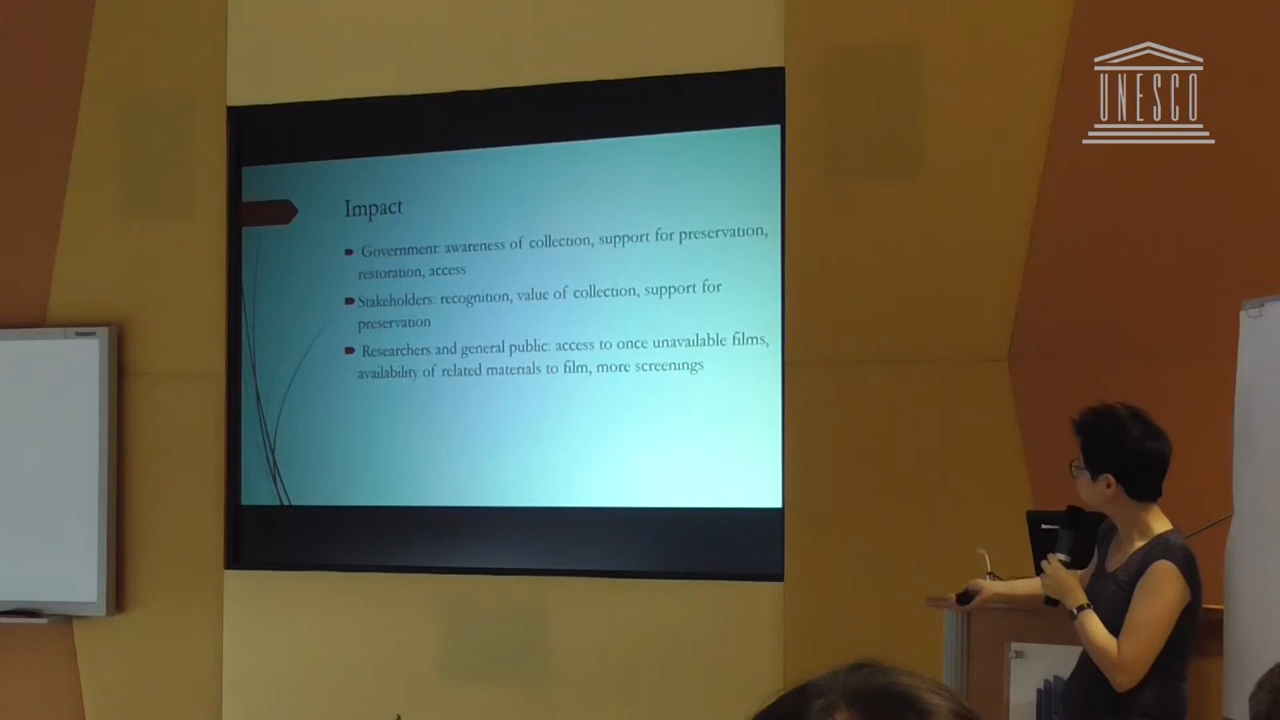 UNESCO
Impact
Government: awareness of collection, support for preservation,
restoration, access
Stakeholders: recognition, value of collection, support for
preservation
Researchers and general public: access to once unavailable films,
availability of related materials to film, more screenings